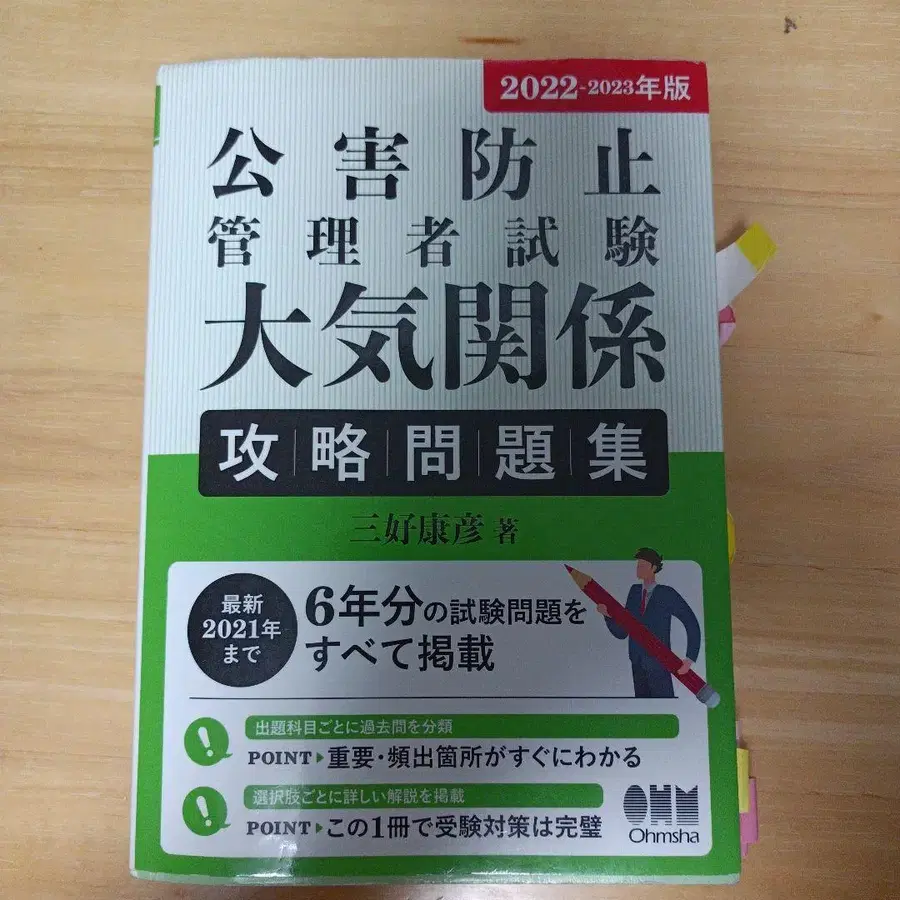 2022-2023年版
公害防止
管理者試験
大気関係
攻略問題集
三好康彦 著
最新
2021年
まで
6年分の試験問題を
すべて掲載
出題科目ごとに過去問を分類
POINT▶重要・頻出箇所がすぐにわかる
選択肢ごとに詳しい解説を掲載
POINT▶この1冊で受験対策は完璧
OHM
Ohmsha